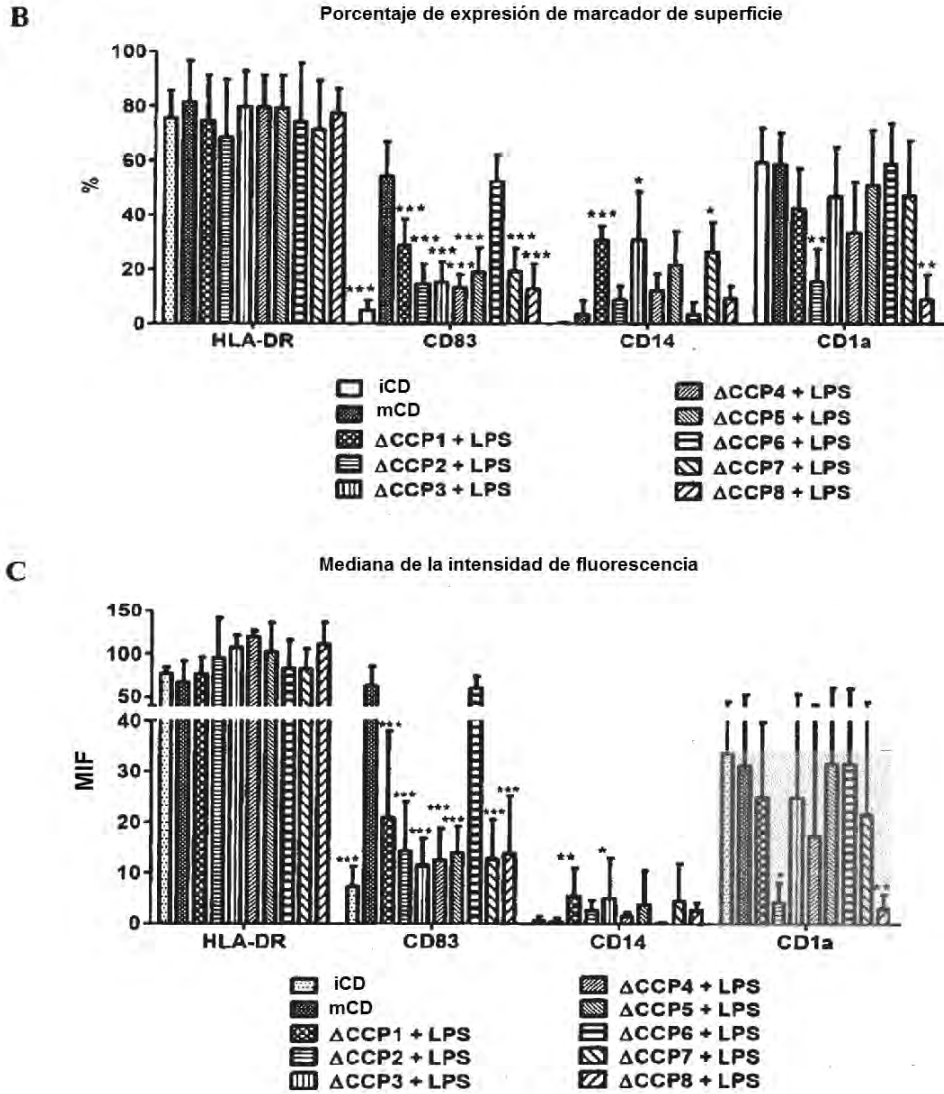 B
Porcentaje de expresión de marcador de superficie
100
80
60
40
20
0
%
***
***
***
***
***
***
***
***
***
*
*
**
**
HLA-DR CD83 CD14 CD1a
iCD
mCD
ΔCCP1 + LPS
ΔCCP2 + LPS
ΔCCP3 + LPS
ΔCCP4 + LPS
ΔCCP5 + LPS
ΔCCP6 + LPS
ΔCCP7 + LPS
ΔCCP8 + LPS
C
Mediana de la intensidad de fluorescencia
150
100
50
40
30
20
10
0
MIF
***
***
***
***
***
***
***
***
**
*
*
**
HLA-DR CD83 CD14 CD1a
iCD
mCD
ΔCCP1 + LPS
ΔCCP2 + LPS
ΔCCP3 + LPS
ΔCCP4 + LPS
ΔCCP5 + LPS
ΔCCP6 + LPS
ΔCCP7 + LPS
ΔCCP8 + LPS